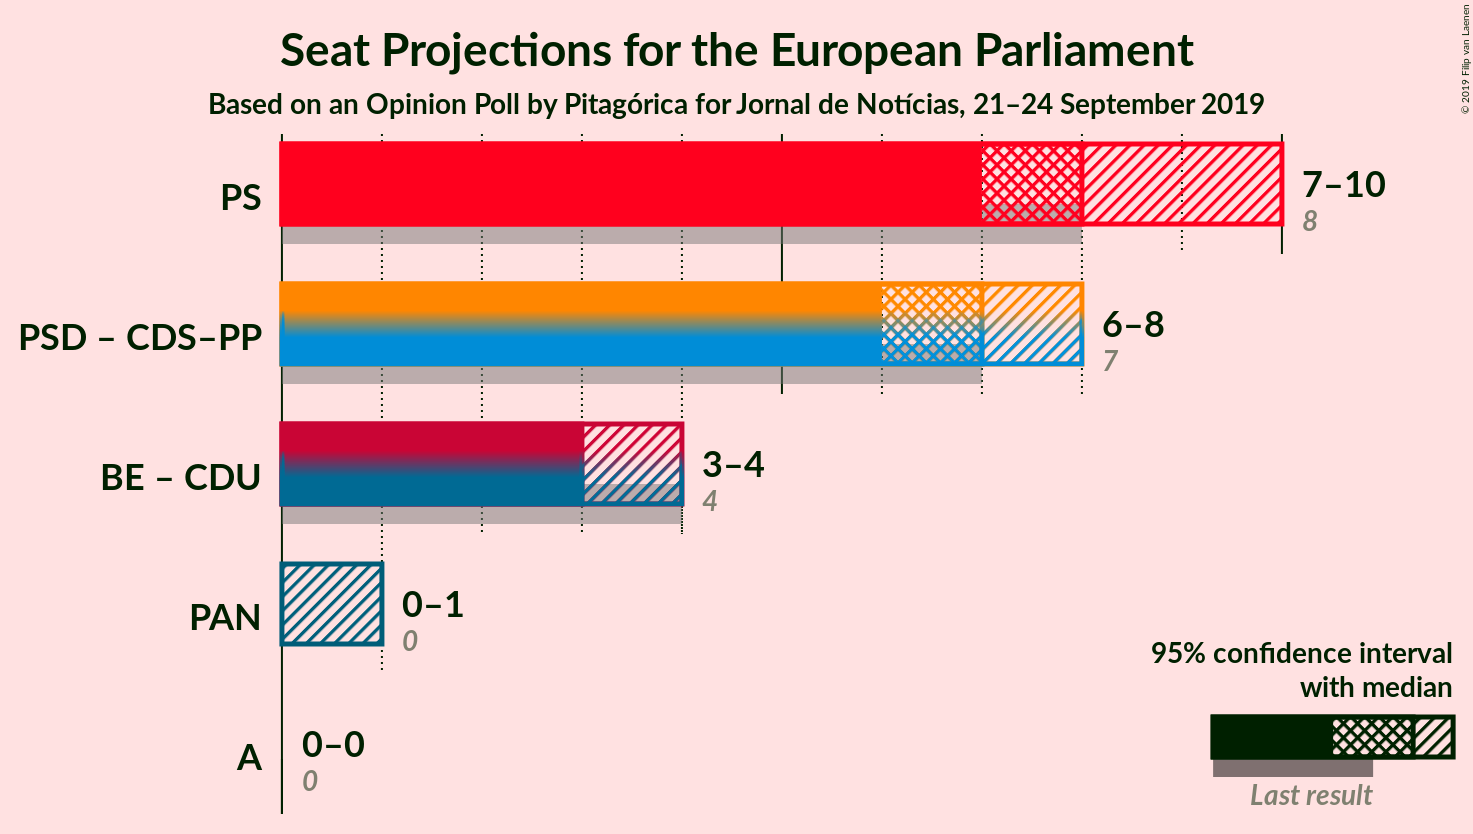 Seat Projections for the European Parliament
Based on an Opinion Poll by Pitagórica for Jornal de Notícias, 21–24 September 2019
© 2019 Filip van Laenen
PS
7–10
8
PSD – CDS–PP
6–8
7
BE – CDU
3–4
4
PAN
0–1
0
A
0–0
0
95% confidence interval
with median
Last result